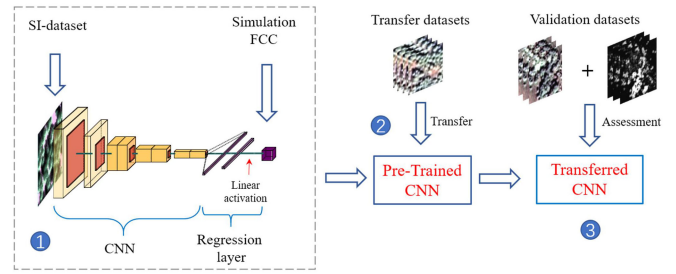 SI-dataset
Simulation
FCC
Linear
activation
CNN
Regression
layer
1
Transfer datasets
2
Transfer
Pre-Trained
CNN
Validation datasets
+
Assessment
Transferred
CNN
3